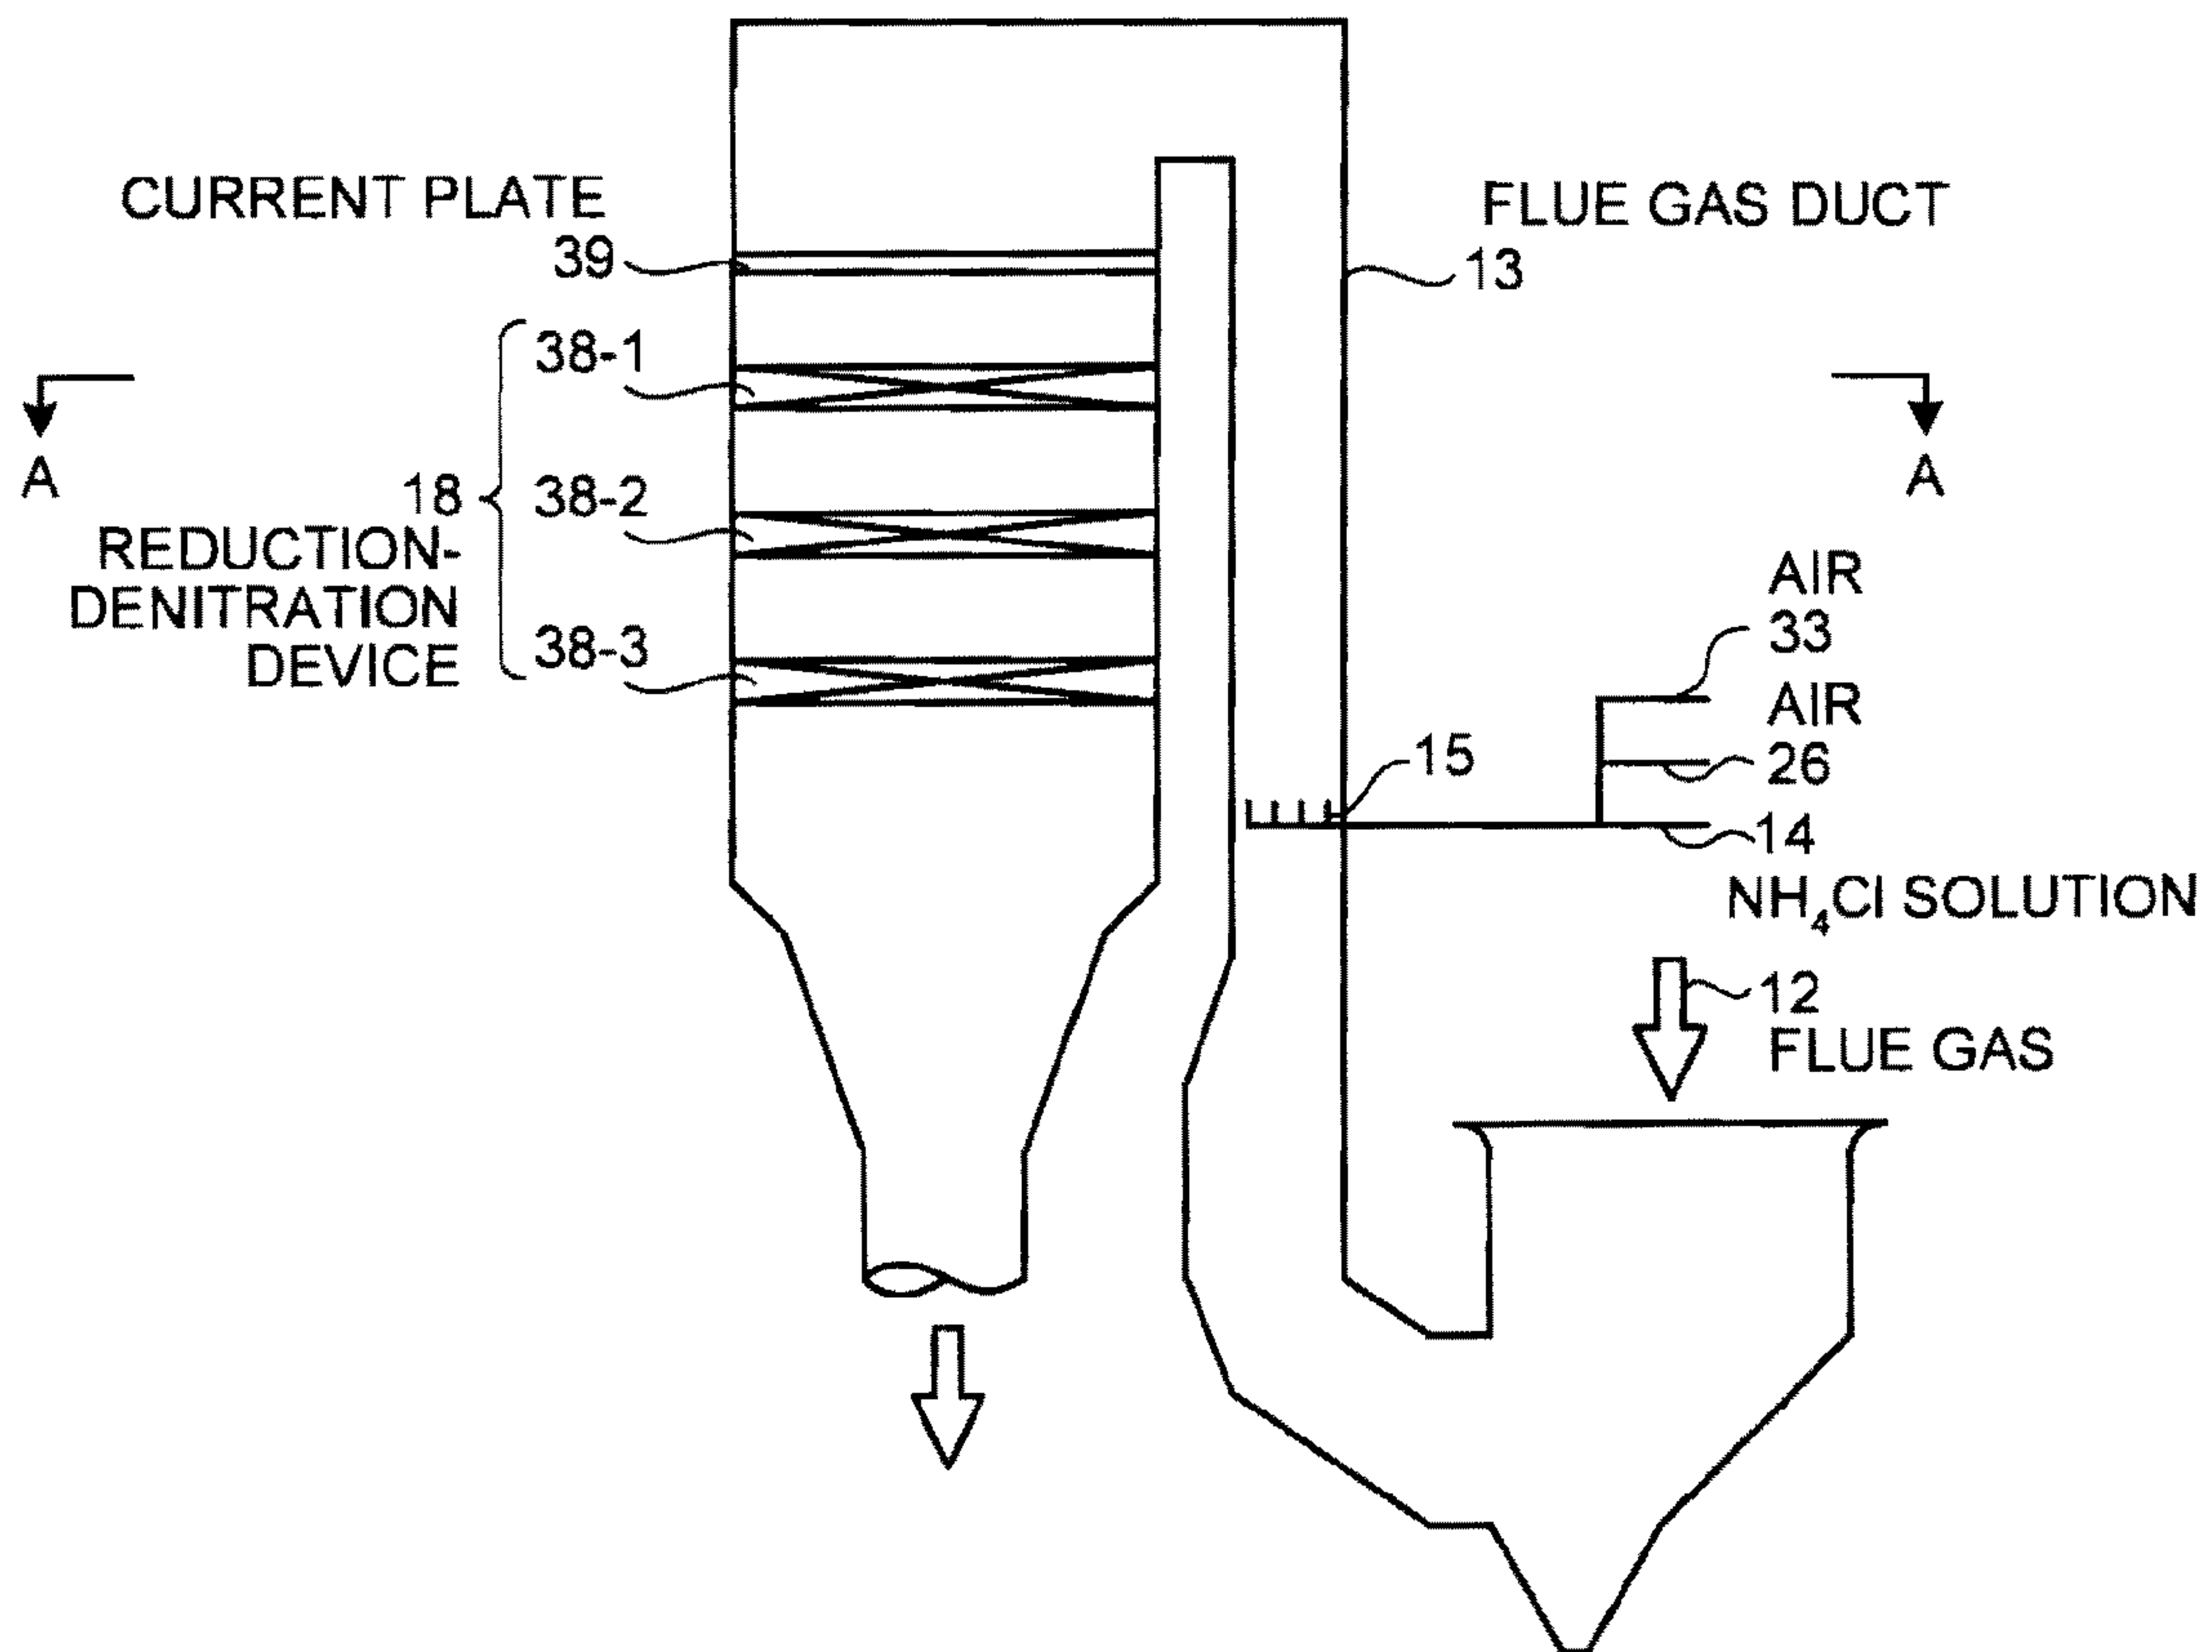 CURRENT PLATE
39
FLUE GAS DUCT
13
38-1
A
A
18
38-2
REDUCTION-
DENITRATION
DEVICE
38-3
AIR
33
AIR
26
15
14
NH₄Cl SOLUTION
12
FLUE GAS